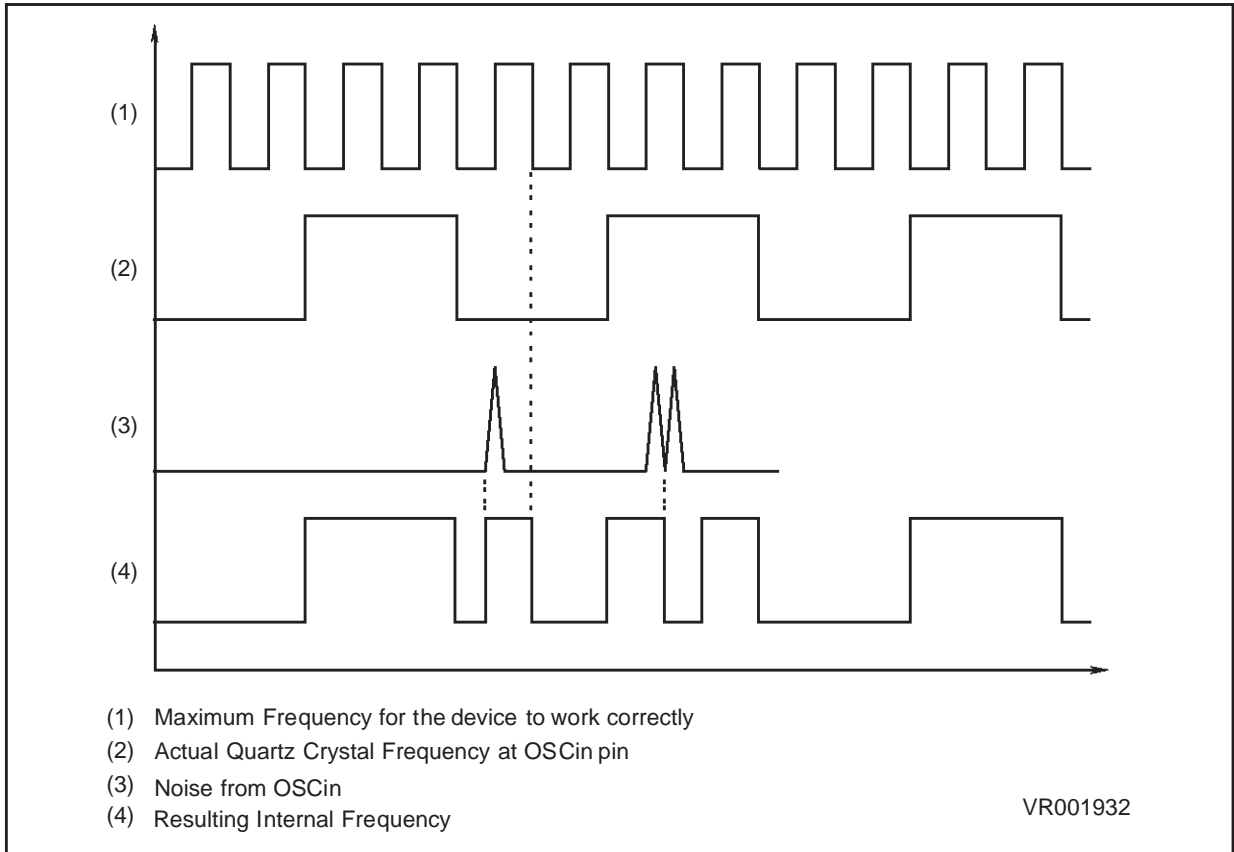 (1)
(2)
(3)
(4)
(1) Maximum Frequency for the device to work correctly
(2) Actual Quartz Crystal Frequency at OSCin pin
(3) Noise from OSCin
(4) Resulting Internal Frequency
VR001932